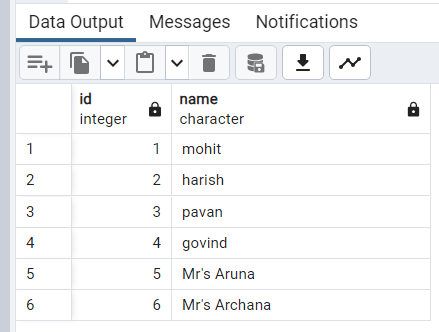 Data Output Messages Notifications
id name
integer character
1 1 mohit
2 2 harish
3 3 pavan
4 4 govind
5 5 Mr's Aruna
6 6 Mr's Archana